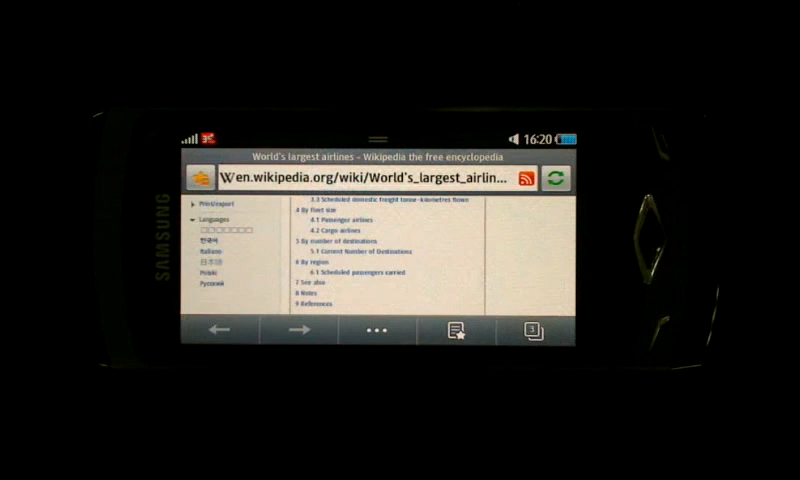 16:20
World's largest airlines - Wikipedia the free encyclopedia
en.wikipedia.org/wiki/World's_largest_airlin...
SAMSUNG
Print/export
Languages
한국어
Italiano
日本語
Polski
Русский
3.3 Scheduled domestic freight tonne-kilometres flown
4 By fleet size
4.1 Passenger airlines
4.2 Cargo airlines
5 By number of destinations
5.1 Current Number of Destinations
6 By region
6.1 Scheduled passengers carried
7 See also
8 Notes
9 References
3